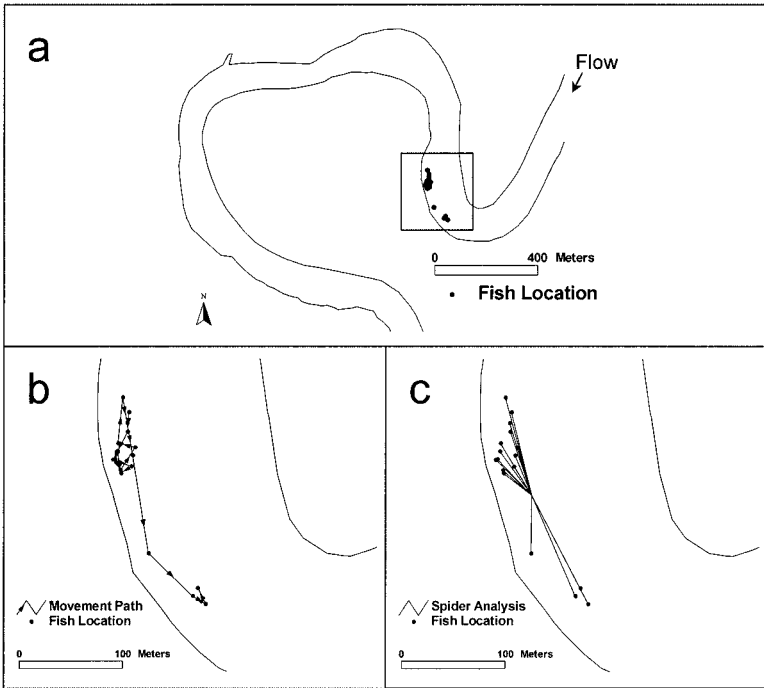 a
Flow
0 400 Meters
Fish Location
N
b
Movement Path
Fish Location
0 100 Meters
c
Spider Analysis
Fish Location
0 100 Meters